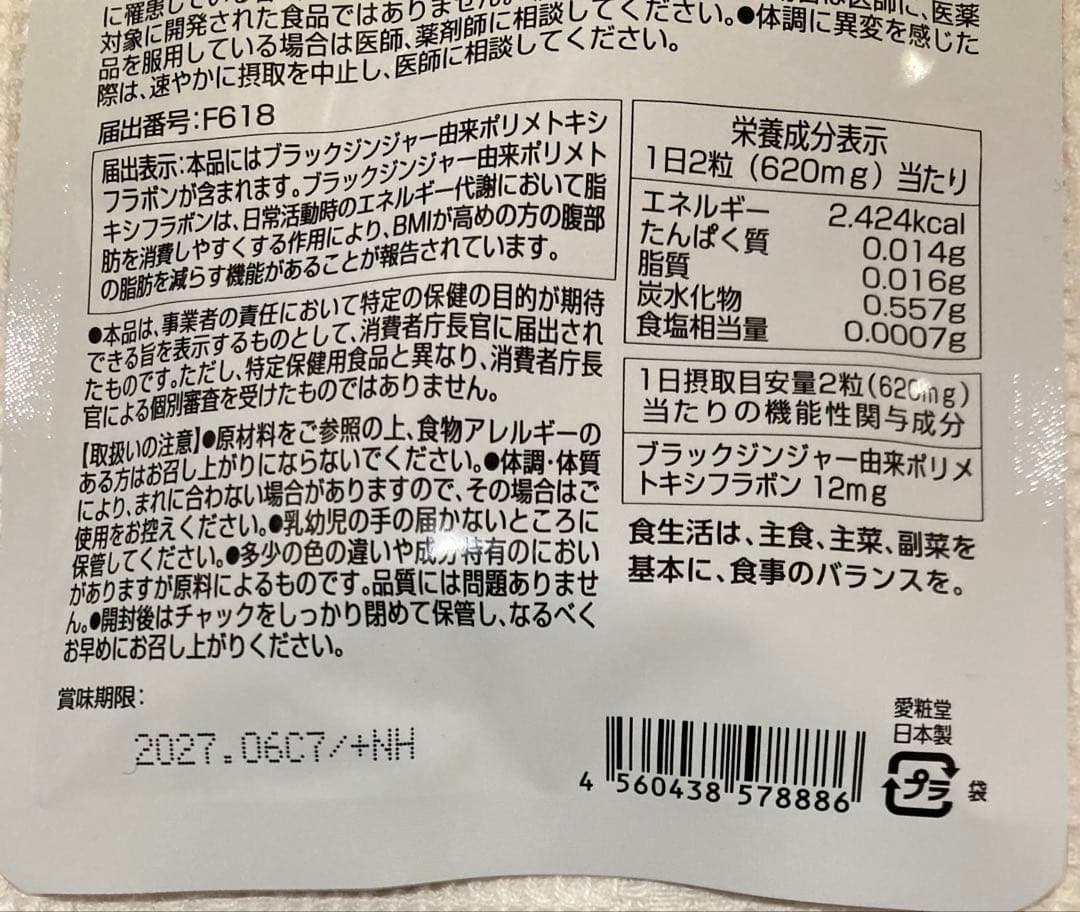 に罹患している
対象に開発された食品ではありません。
医師に、医薬
品を服用している場合は医師、薬剤師に相談してください。●体調に異変を感じた
際は、速やかに摂取を中止し、医師に相談してください。
届出番号:F618
届出表示:本品にはブラックジンジャー由来ポリメトキシ
フラボンが含まれます。ブラックジンジャー由来ポリメト
キシフラボンは、日常活動時のエネルギー代謝において脂
肪を消費しやすくする作用により、BMIが高めの方の腹部
の脂肪を減らす機能があることが報告されています。
●本品は、事業者の責任において特定の保健の目的が期待
できる旨を表示するものとして、消費者庁長官に届出され
たものです。ただし、特定保健用食品と異なり、消費者庁長
官による個別審査を受けたものではありません。
【取扱いの注意】●原材料をご参照の上、食物アレルギーの
ある方はお召し上がりにならないでください。●体調・体質
により、まれに合わない場合がありますので、その場合はご
使用をお控えください。●乳幼児の手の届かないところに
保管してください。●多少の色の違いや成分特有のにおい
がありますが原料によるものです。品質には問題ありませ
ん。●開封後はチャックをしっかり閉めて保管し、なるべく
お早めにお召し上がりください。
賞味期限:
2027.06C7/+NH
栄養成分表示
1日2粒(620mg)当たり
エネルギー 2.424kcal
たんぱく質 0.014g
脂質 0.016g
炭水化物 0.557g
食塩相当量 0.0007g
1日摂取目安量2粒(620mg)
当たりの機能性関与成分
ブラックジンジャー由来ポリメ
トキシフラボン 12mg
食生活は、主食、主菜、副菜を
基本に、食事のバランスを。
愛粧堂
日本製
プラ 袋
4 560438 578886